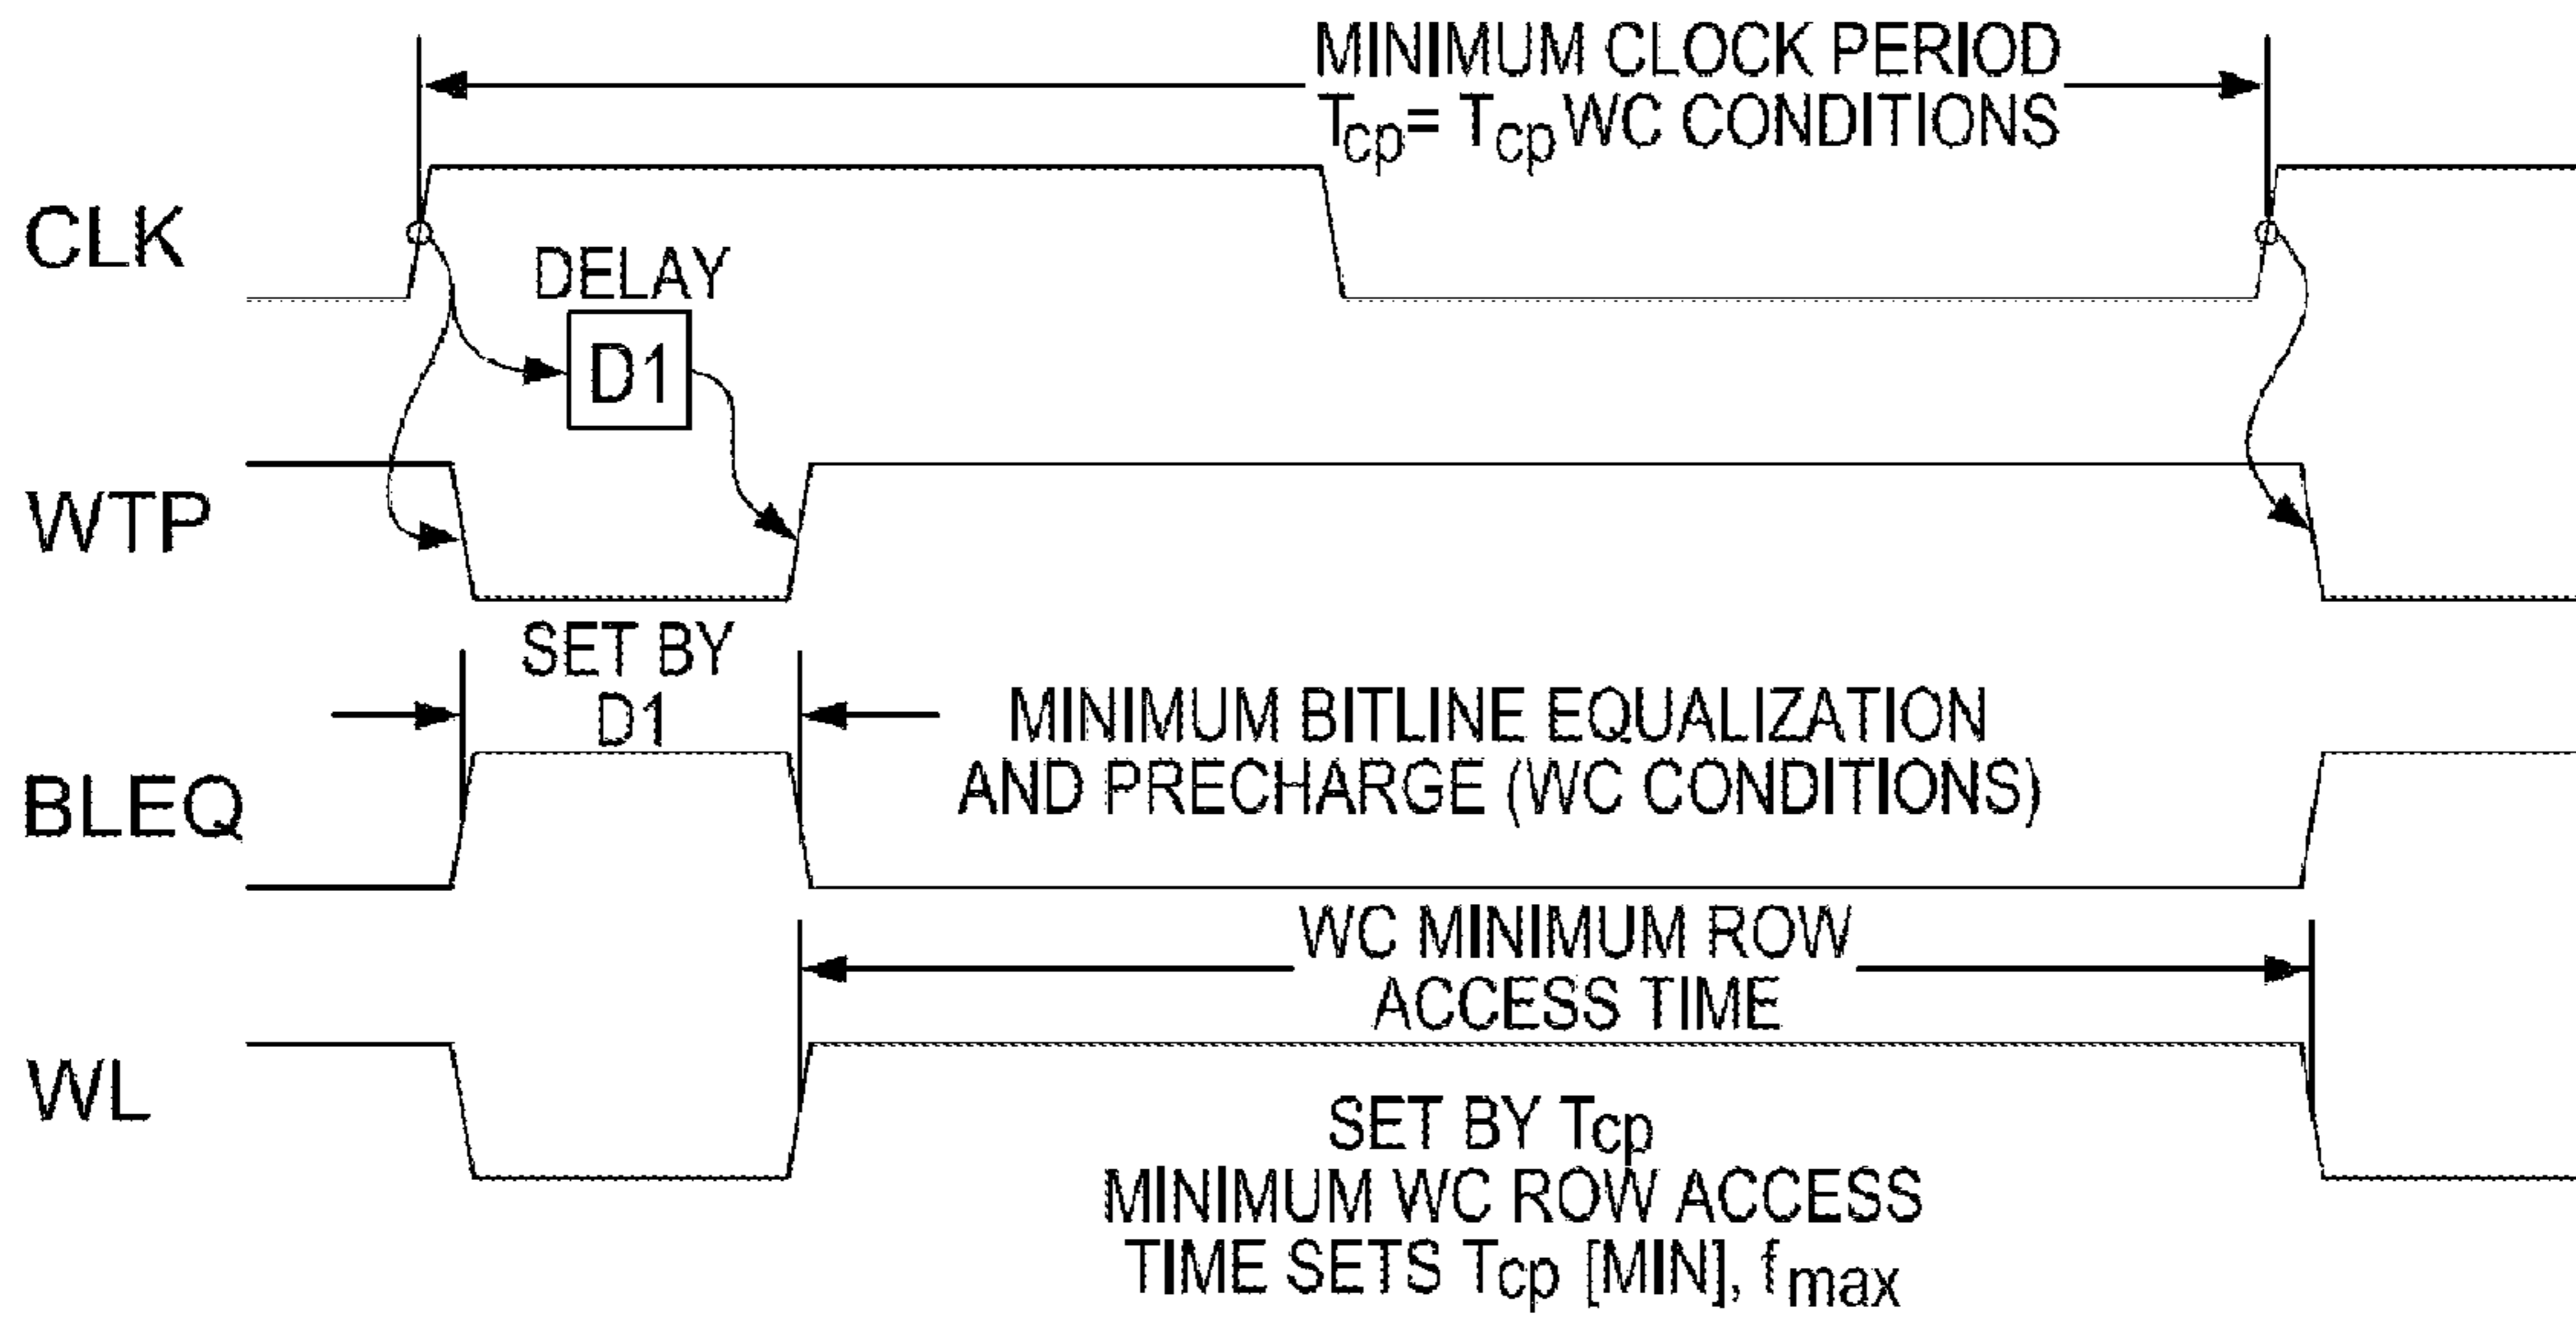 MINIMUM CLOCK PERIOD
Tcp= Tcp WC CONDITIONS
CLK
DELAY
D1
WTP
SET BY
D1
MINIMUM BITLINE EQUALIZATION
AND PRECHARGE (WC CONDITIONS)
BLEQ
WC MINIMUM ROW
ACCESS TIME
WL
SET BY Tcp
MINIMUM WC ROW ACCESS
TIME SETS Tcp [MIN], fmax